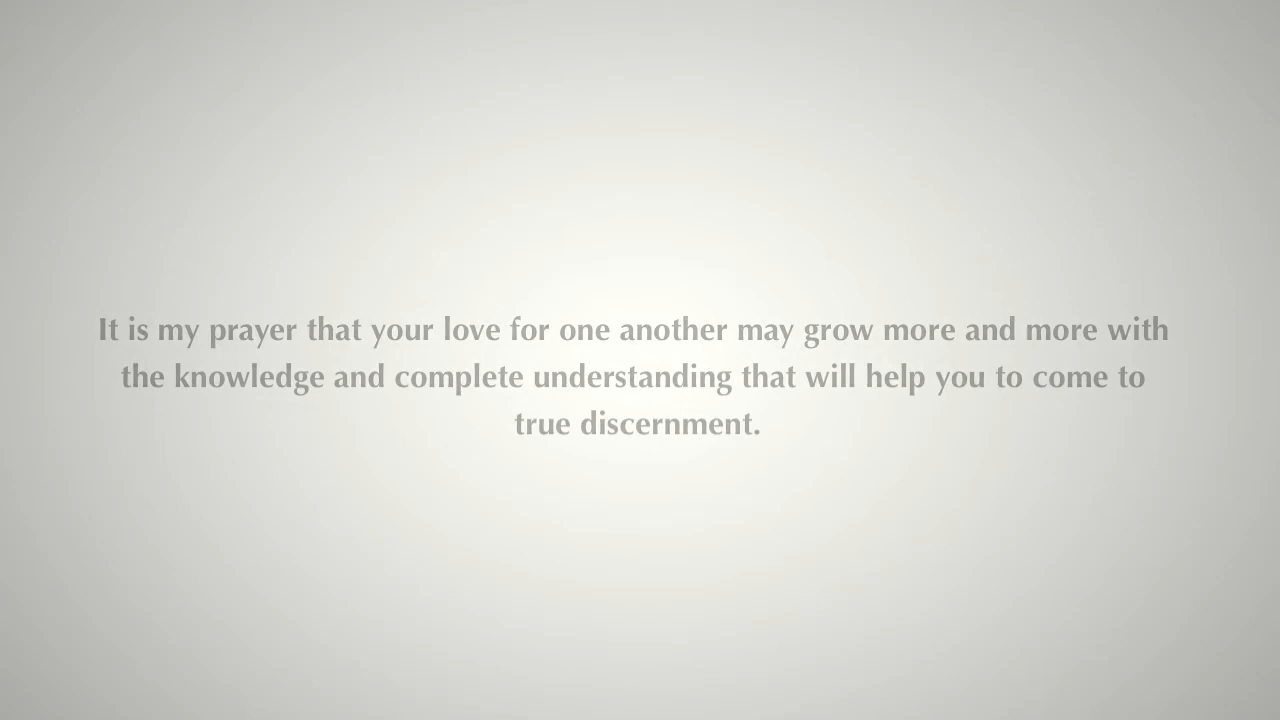 It is my prayer that your love for one another may grow more and more with
the knowledge and complete understanding that will help you to come to
true discernment.